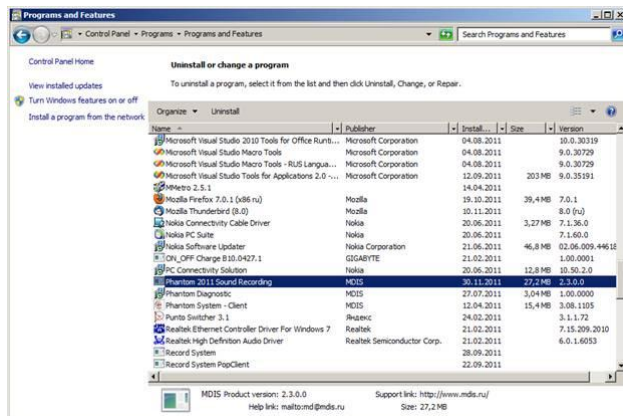 Programs and Features
Control Panel ▸ Programs ▸ Programs and Features
Search Programs and Features
Control Panel Home
View installed updates
Turn Windows features on or off
Install a program from the network
Uninstall or change a program
To uninstall a program, select it from the list and then click Uninstall, Change, or Repair.
Organize Uninstall
Name Publisher Install... Size Version
Microsoft Visual Studio 2010 Tools for Office Runti... Microsoft Corporation 04.08.2011 10.0.30319
Microsoft Visual Studio Macro Tools Microsoft Corporation 04.08.2011 9.0.30729
Microsoft Visual Studio Macro Tools - RUS Langua... Microsoft Corporation 04.08.2011 9.0.30729
Microsoft Visual Studio Tools for Applications 2.0 -... Microsoft Corporation 12.09.2011 203 MB 9.0.35191
MMetro 2.5.1 14.04.2011
Mozilla Firefox 7.0.1 (x86 ru) Mozilla 19.10.2011 39,4 MB 7.0.1
Mozilla Thunderbird (8.0) Mozilla 10.11.2011 8.0 (ru)
Nokia Connectivity Cable Driver Nokia 20.06.2011 3,27 MB 7.1.36.0
Nokia PC Suite Nokia 20.06.2011 7.1.60.0
Nokia Software Updater Nokia Corporation 21.06.2011 46,8 MB 02.06.009.44618
ON_OFF Charge B10.0427.1 GIGABYTE 21.02.2011 1.00.0001
PC Connectivity Solution Nokia 20.06.2011 12,8 MB 10.50.2.0
Phantom 2011 Sound Recording MDIS 30.11.2011 27,2 MB 2.3.0.0
Phantom Diagnostic MDIS 27.07.2011 3,04 MB 1.00.0000
Phantom System - Client MDIS 12.04.2011 15,4 MB 3.08.1105
Punto Switcher 3.1 Яндекс 24.02.2011 3.1.1.72
Realtek Ethernet Controller Driver For Windows 7 Realtek 21.02.2011 7.15.209.2010
Realtek High Definition Audio Driver Realtek Semiconductor Corp. 21.02.2011 6.0.1.6053
Record System 28.09.2011
Record System PopClient 22.09.2011
MDIS Product version: 2.3.0.0 Support link: http://www.mdis.ru/
Help link: mailto:md@mdis.ru Size: 27,2 MB